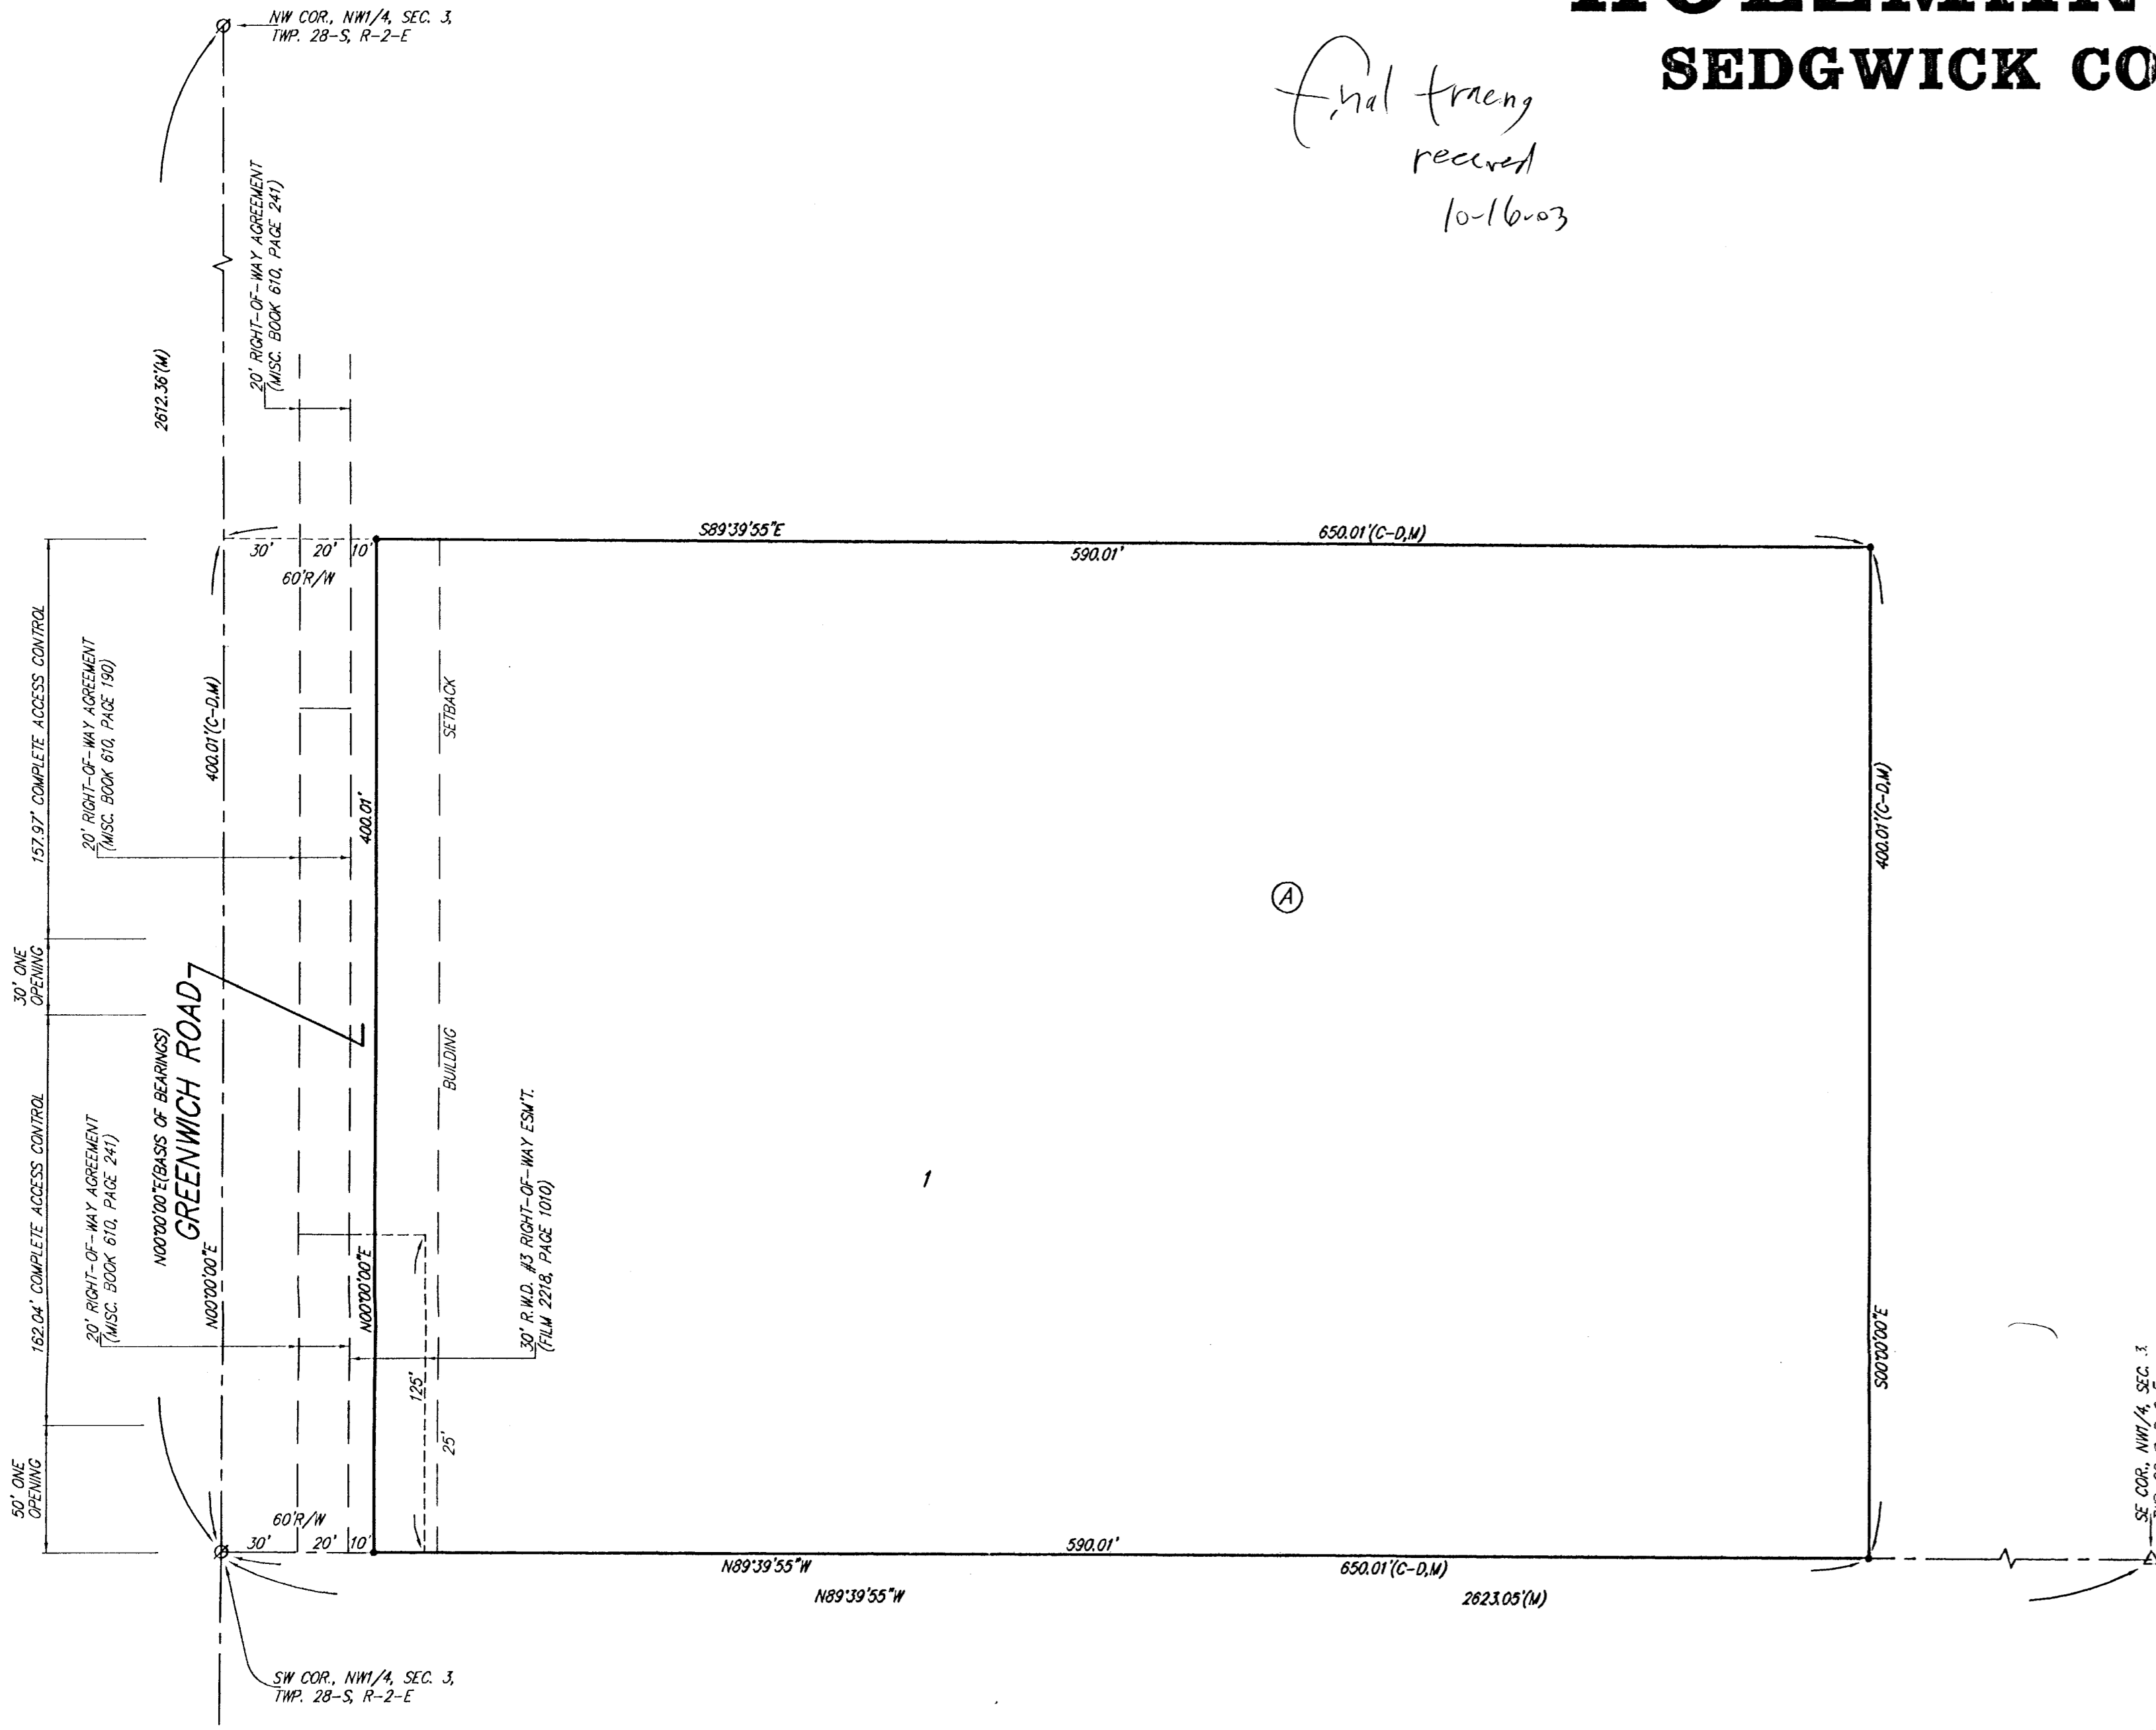 SEDGWICK CO
NW COR., NW1/4, SEC. 3,
TWP. 28-S, R-2-E
final tracing
received
10-16-03
20' RIGHT-OF-WAY AGREEMENT
(MISC. BOOK 610, PAGE 241)
2612.36'(M)
S89°39'55"E
650.01'(C-D,M)
590.01'
30'
20'
10'
60'R/W
157.97' COMPLETE ACCESS CONTROL
20' RIGHT-OF-WAY AGREEMENT
(MISC. BOOK 610, PAGE 190)
400.01'(C-D,M)
400.01'
SETBACK
400.01'(C-D,M)
A
30' ONE
OPENING
N00°00'00"E(BASIS OF BEARINGS)
GREENWICH ROAD
BUILDING
162.04' COMPLETE ACCESS CONTROL
20' RIGHT-OF-WAY AGREEMENT
(MISC. BOOK 610, PAGE 241)
N00°00'00"E
N00°00'00"E
30' R.W.D. #3 RIGHT-OF-WAY ESM'T.
(FILM 2218, PAGE 1010)
1
S00°00'00"E
125'
25'
50' ONE
OPENING
60'R/W
30'
20'
10'
590.01'
N89°39'55"W
650.01'(C-D,M)
N89°39'55"W
2623.05'(M)
SE COR., NW1/4, SEC. 3
SW COR., NW1/4, SEC. 3,
TWP. 28-S, R-2-E